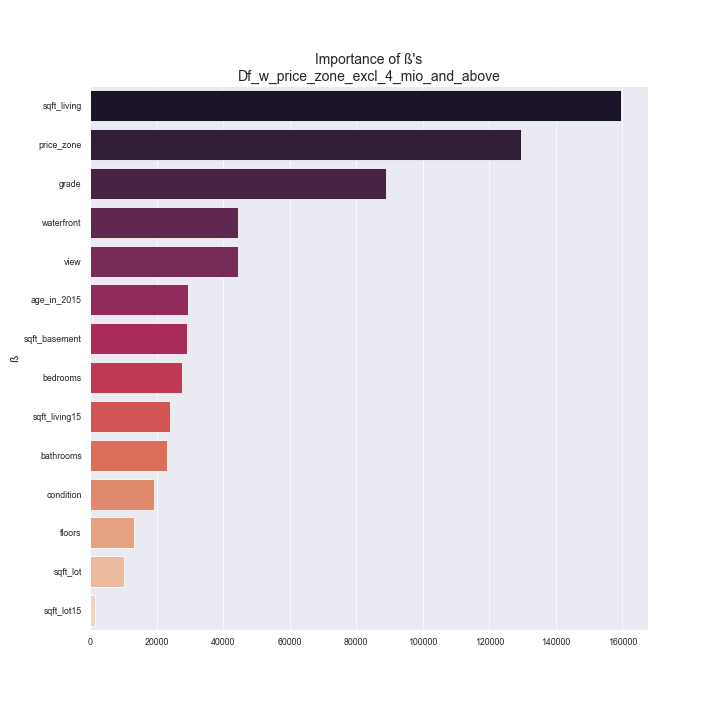 Importance of ß's
Df_w_price_zone_excl_4_mio_and_above
sqft_living
price_zone
grade
waterfront
view
age_in_2015
sqft_basement
ß
bedrooms
sqft_living15
bathrooms
condition
floors
sqft_lot
sqft_lot15
0 20000 40000 60000 80000 100000 120000 140000 160000